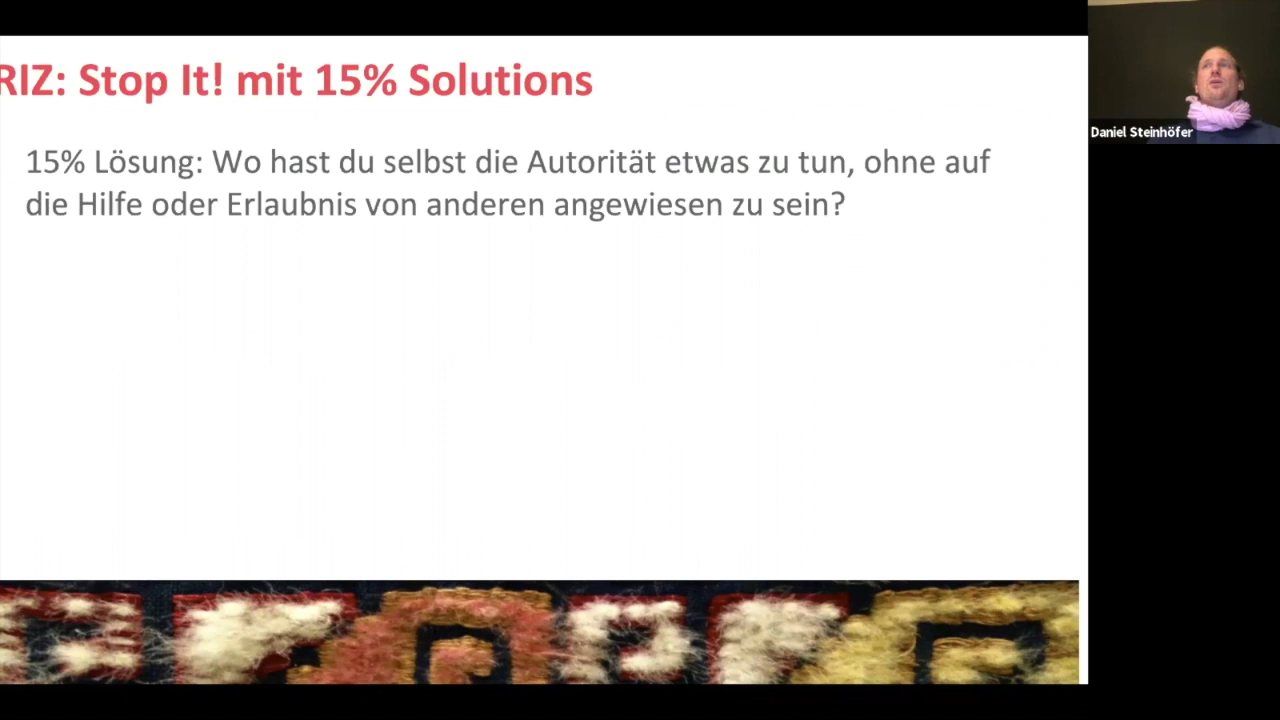 RIZ: Stop It! mit 15% Solutions
15% Lösung: Wo hast du selbst die Autorität etwas zu tun, ohne auf
die Hilfe oder Erlaubnis von anderen angewiesen zu sein?
Daniel Steinhöfer